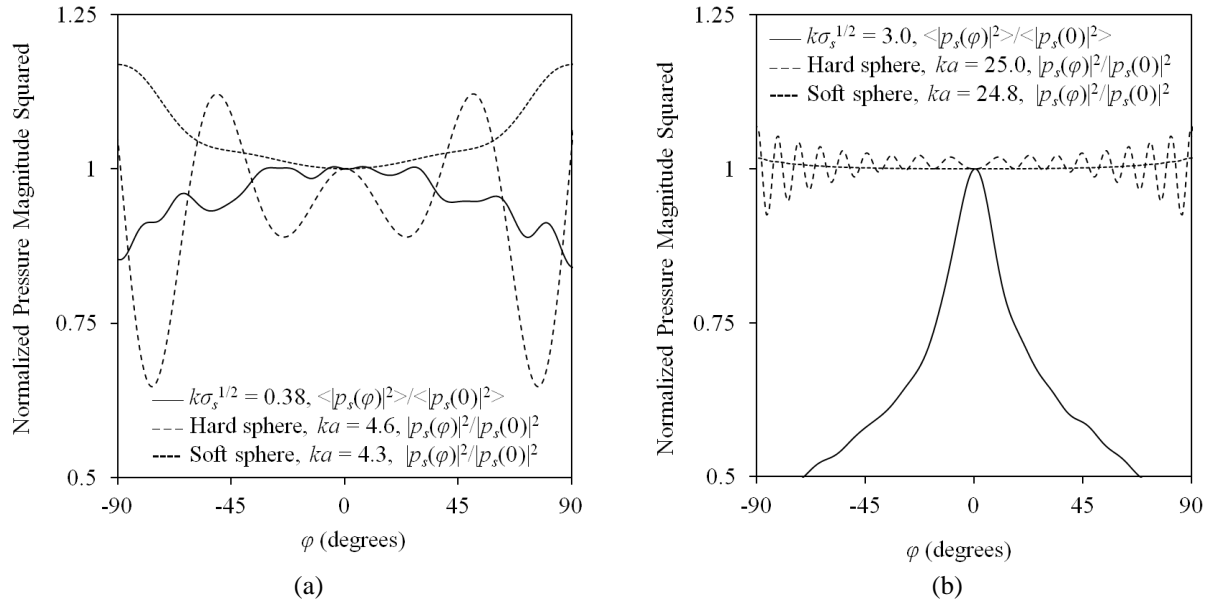 1.25
1
0.75
0.5
Normalized Pressure Magnitude Squared
kσₛ¹ᐟ² = 0.38, <|pₛ(φ)|²>/<|pₛ(0)|²>
Hard sphere, ka = 4.6, |pₛ(φ)|²/|pₛ(0)|²
Soft sphere, ka = 4.3, |pₛ(φ)|²/|pₛ(0)|²
-90 -45 0 45 90
φ (degrees)
(a)
1.25
1
0.75
0.5
Normalized Pressure Magnitude Squared
kσₛ¹ᐟ² = 3.0, <|pₛ(φ)|²>/<|pₛ(0)|²>
Hard sphere, ka = 25.0, |pₛ(φ)|²/|pₛ(0)|²
Soft sphere, ka = 24.8, |pₛ(φ)|²/|pₛ(0)|²
-90 -45 0 45 90
φ (degrees)
(b)